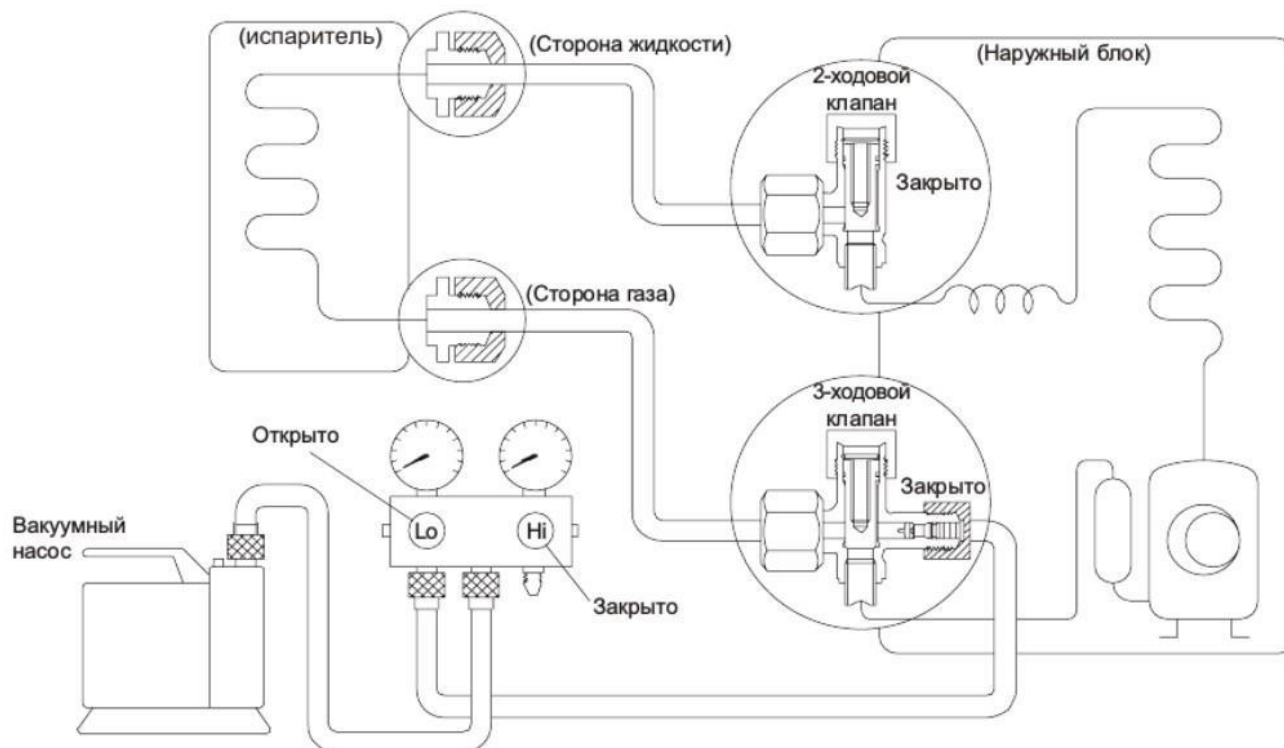 (испаритель)
(Сторона жидкости)
(Наружный блок)
2-ходовой
клапан
Закрыто
(Сторона газа)
3-ходовой
клапан
Открыто
Закрыто
Lo
Hi
Вакуумный
насос
Закрыто